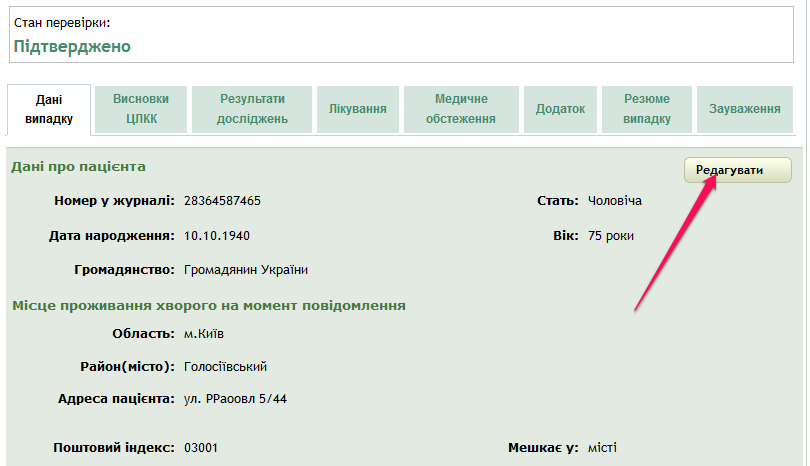 Стан перевірки:
Підтверджено
Дані випадку
Висновки ЦЛКК
Результати досліджень
Лікування
Медичне обстеження
Додаток
Резюме випадку
Зауваження
Дані про пацієнта
Редагувати
Номер у журналі: 28364587465
Стать: Чоловіча
Дата народження: 10.10.1940
Вік: 75 роки
Громадянство: Громадянин України
Місце проживання хворого на момент повідомлення
Область: м.Київ
Район(місто): Голосіївський
Адреса пацієнта: ул. РРаоовл 5/44
Поштовий індекс: 03001
Мешкає у: місті